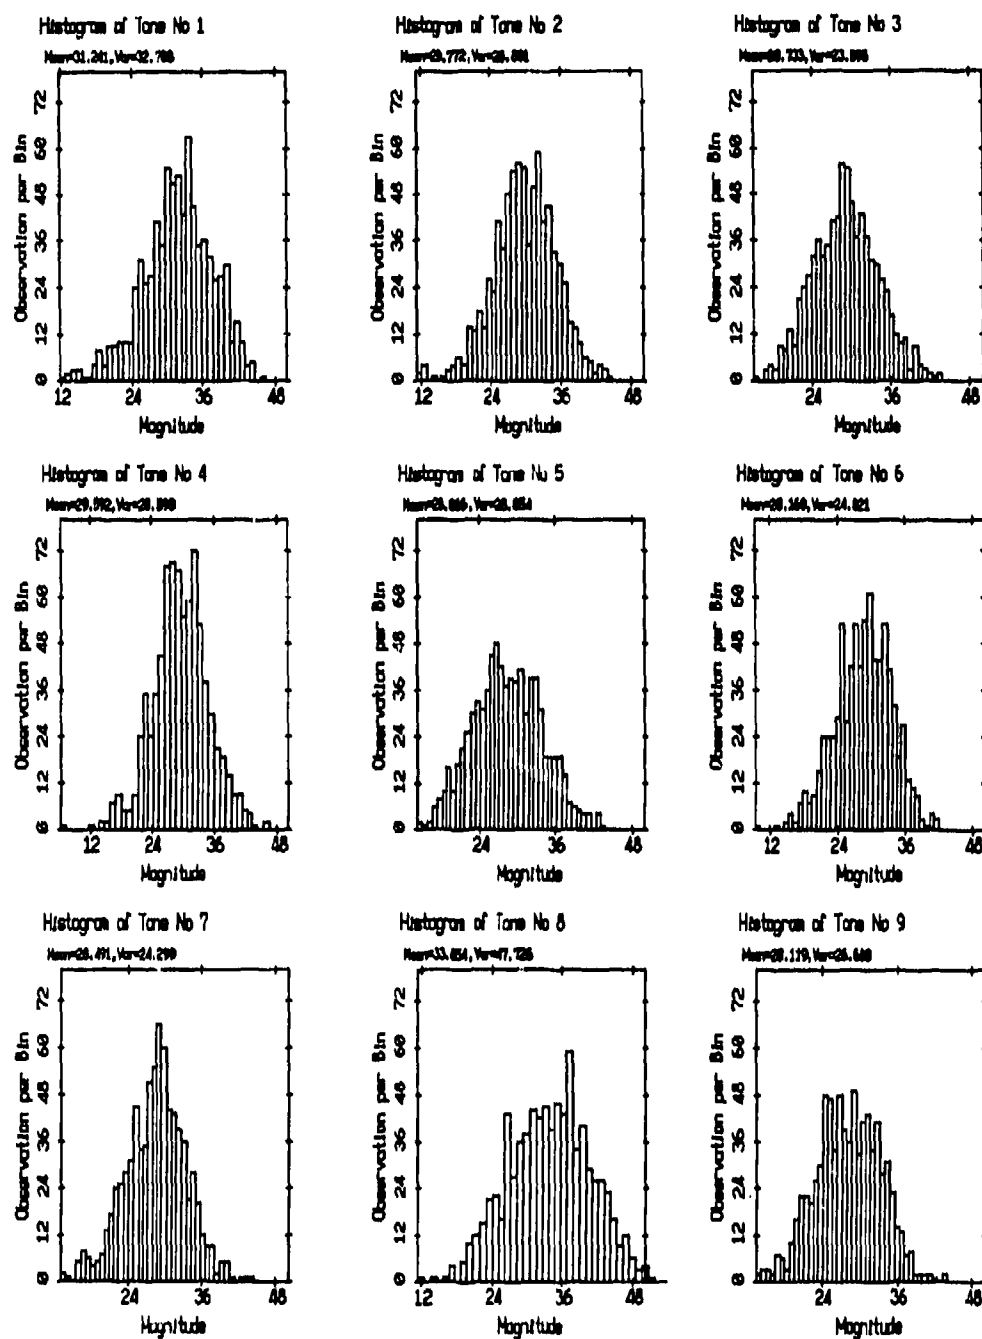 Histogram of Tone No 1
Histogram of Tone No 2
Histogram of Tone No 3
72
60
48
36
24
12
0
Observation per Bin
12 24 36 48
Magnitude
72
60
48
36
24
12
0
Observation per Bin
12 24 36 48
Magnitude
72
60
48
36
24
12
0
Observation per Bin
24 36 48
Magnitude
Histogram of Tone No 4
Histogram of Tone No 5
Histogram of Tone No 6
72
60
48
36
24
12
0
Observation per Bin
12 24 36 48
Magnitude
72
60
48
36
24
12
0
Observation per Bin
24 36 48
Magnitude
72
60
48
36
24
12
0
Observation per Bin
12 24 36 48
Magnitude
Histogram of Tone No 7
Histogram of Tone No 8
Histogram of Tone No 9
72
60
48
36
24
12
0
Observation per Bin
24 36 48
Magnitude
72
60
48
36
24
12
0
Observation per Bin
12 24 36 48
Magnitude
72
60
48
36
24
12
0
Observation per Bin
24 36 48
Magnitude